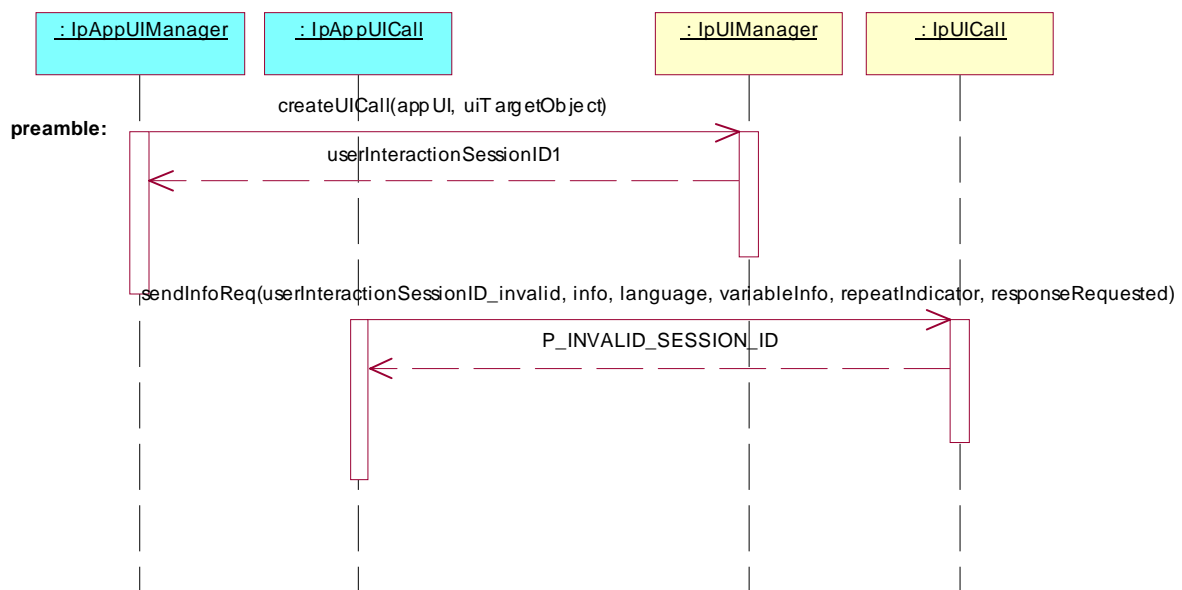 : IpAppUIManager
: IpAppUICall
: IpUIManager
: IpUICall
createUICall(appUI, uiTargetObject)
preamble:
userInteractionSessionID1
sendInfoReq(userInteractionSessionID_invalid, info, language, variableInfo, repeatIndicator, responseRequested)
P_INVALID_SESSION_ID